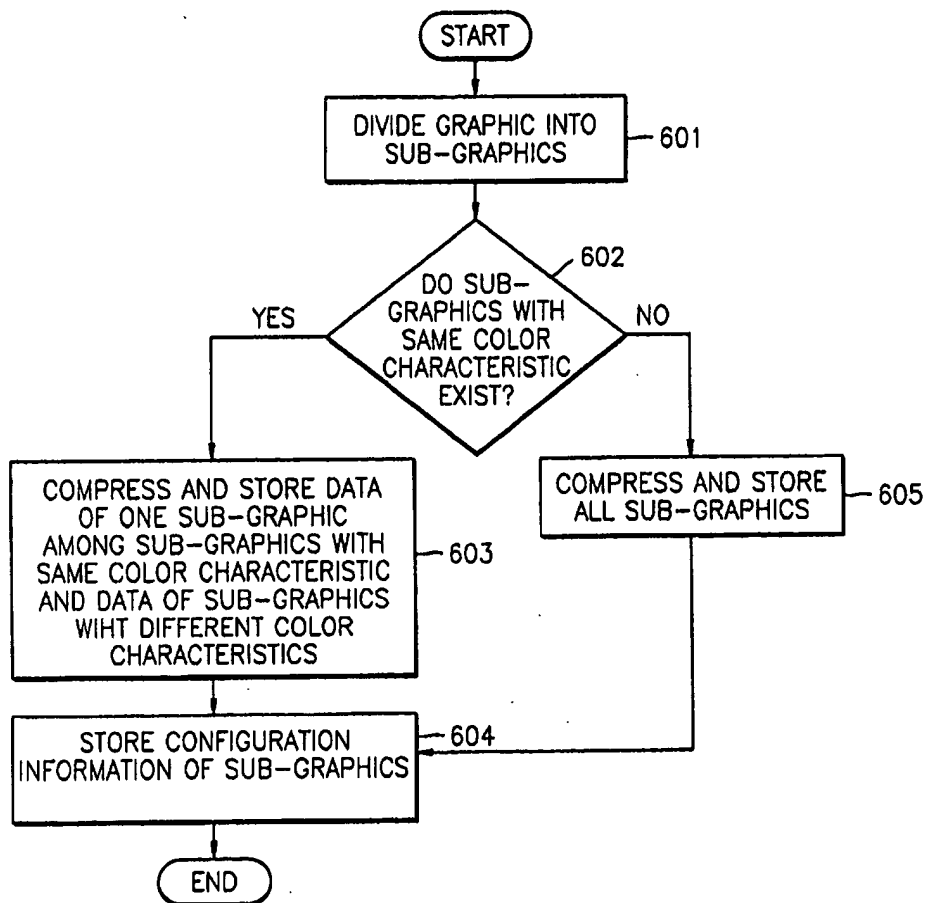 START
DIVIDE GRAPHIC INTO
SUB-GRAPHICS
601
602
DO SUB-
GRAPHICS WITH
SAME COLOR
CHARACTERISTIC
EXIST?
YES
NO
COMPRESS AND STORE DATA
OF ONE SUB-GRAPHIC
AMONG SUB-GRAPHICS WITH
SAME COLOR CHARACTERISTIC
AND DATA OF SUB-GRAPHICS
WIHT DIFFERENT COLOR
CHARACTERISTICS
603
COMPRESS AND STORE
ALL SUB-GRAPHICS
605
STORE CONFIGURATION
INFORMATION OF SUB-GRAPHICS
604
END